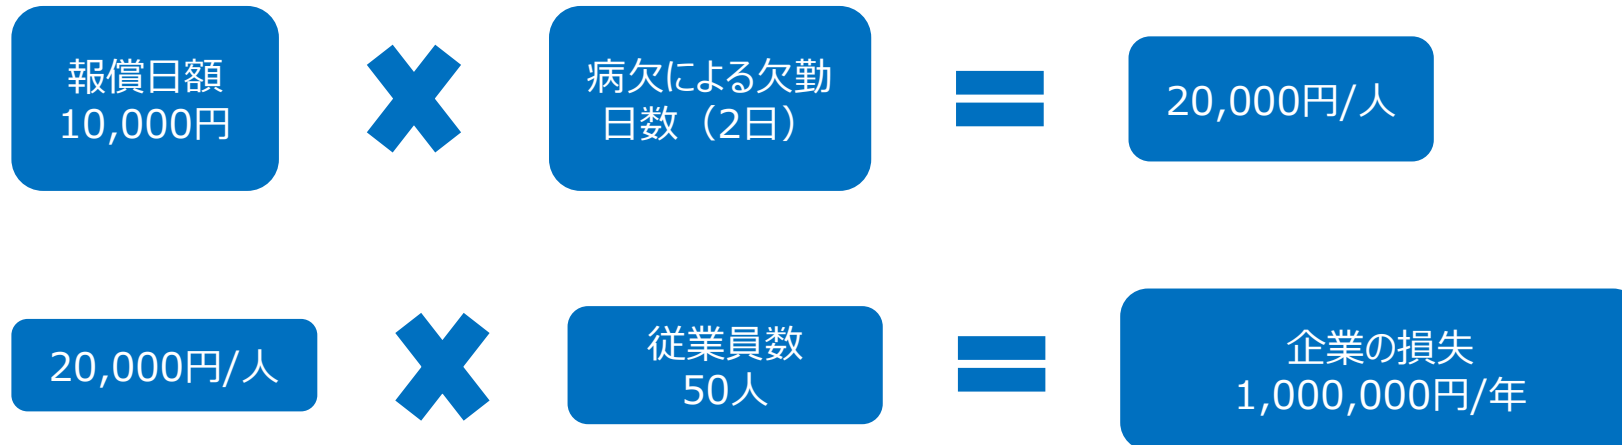 報償日額
10,000円
病欠による欠勤
日数（2日）
20,000円/人
20,000円/人
従業員数
50人
企業の損失
1,000,000円/年